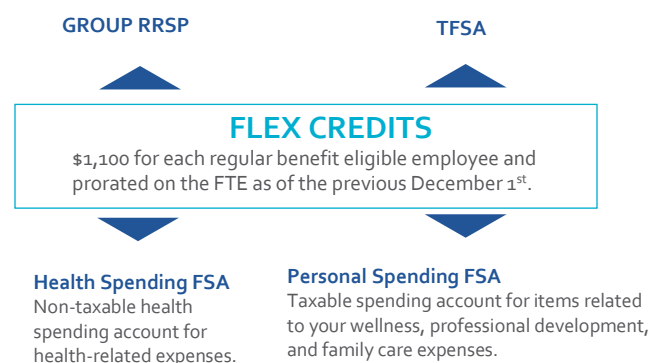 GROUP RRSP
TFSA
FLEX CREDITS
$1,100 for each regular benefit eligible employee and
prorated on the FTE as of the previous December 1st.
Health Spending FSA
Non-taxable health
spending account for
health-related expenses.
Personal Spending FSA
Taxable spending account for items related
to your wellness, professional development,
and family care expenses.